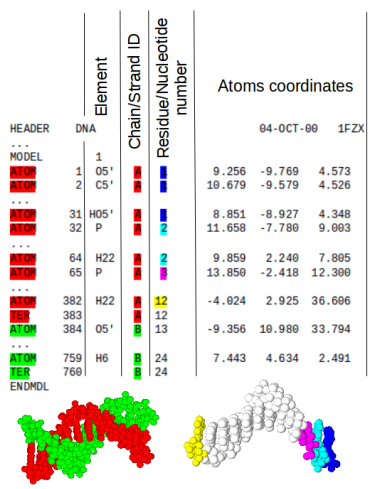 Element
Chain/Strand ID
Residue/Nucleotide
number
Atoms coordinates
HEADER DNA 04-OCT-00 1FZX
...
MODEL 1
ATOM 1 O5' A 1 9.256 -9.769 4.573
ATOM 2 C5' A 1 10.679 -9.579 4.526
...
ATOM 31 HO5' A 1 8.851 -8.927 4.348
ATOM 32 P A 2 11.658 -7.780 9.003
...
ATOM 64 H22 A 2 9.859 2.240 7.805
ATOM 65 P A 3 13.850 -2.418 12.300
...
ATOM 382 H22 A 12 -4.024 2.925 36.606
TER 383 A 12
ATOM 384 O5' B 13 -9.356 10.980 33.794
...
ATOM 759 H6 B 24 7.443 4.634 2.491
TER 760 B 24
ENDMDL